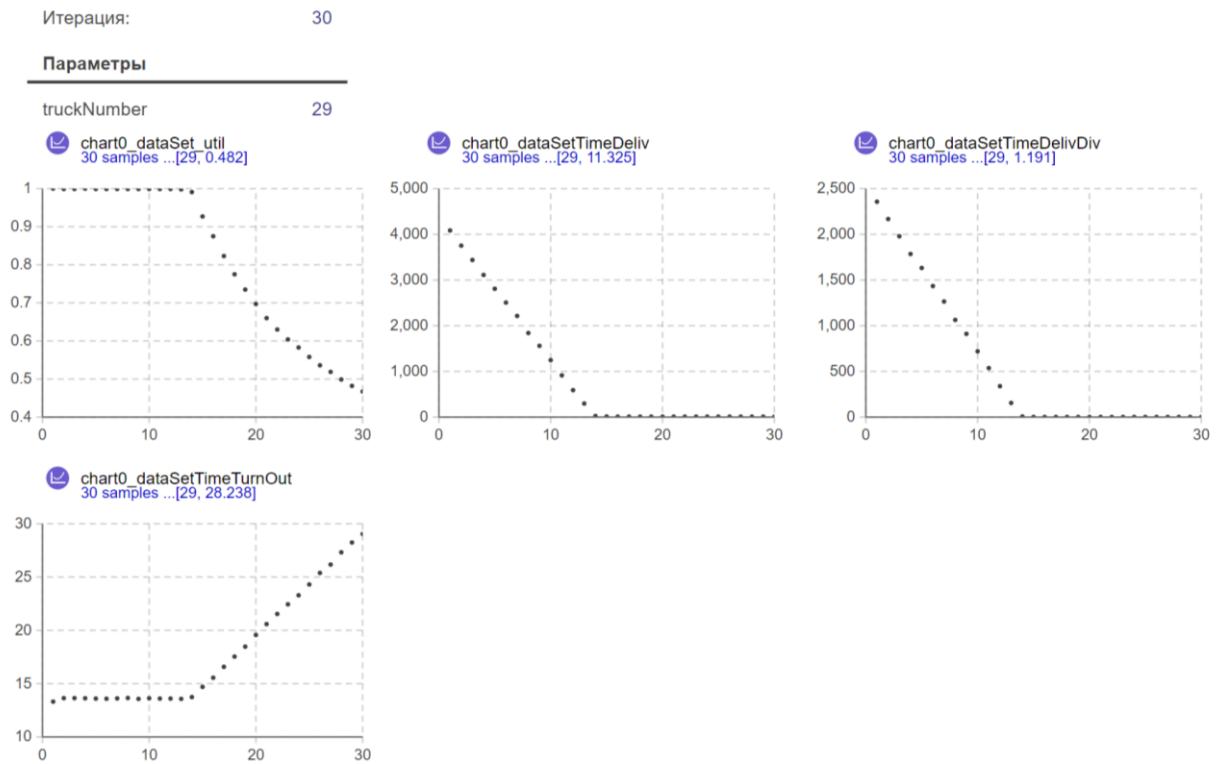 Итерация: 30
Параметры
truckNumber 29
chart0_dataSet_util
30 samples ...[29, 0.482]
1
0.9
0.8
0.7
0.6
0.5
0.4
0 10 20 30
chart0_dataSetTimeDeliv
30 samples ...[29, 11.325]
5,000
4,000
3,000
2,000
1,000
0
0 10 20 30
chart0_dataSetTimeDelivDiv
30 samples ...[29, 1.191]
2,500
2,000
1,500
1,000
500
0
0 10 20 30
chart0_dataSetTimeTurnOut
30 samples ...[29, 28.238]
30
25
20
15
10
0 10 20 30